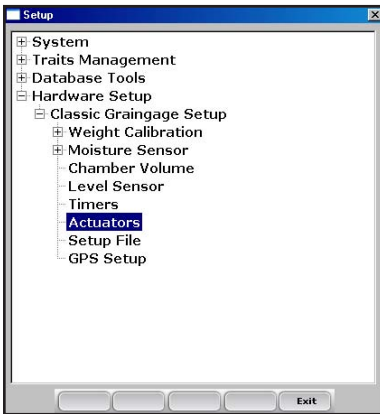 Setup
System
Traits Management
Database Tools
Hardware Setup
Classic Graingage Setup
Weight Calibration
Moisture Sensor
Chamber Volume
Level Sensor
Timers
Actuators
Setup File
GPS Setup
Exit